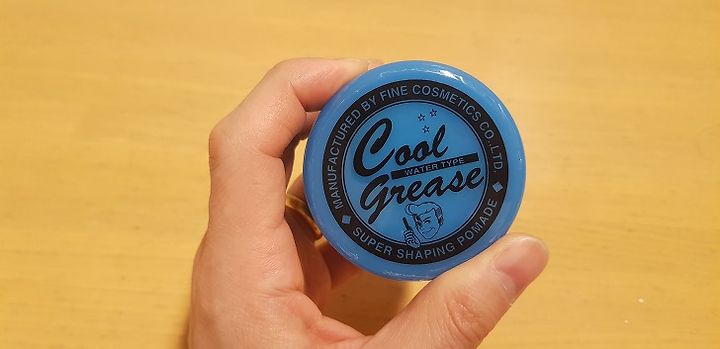 MANUFACTURED BY FINE COSMETICS CO., LTD.
Cool
WATER TYPE
Grease
SUPER SHAPING POMADE